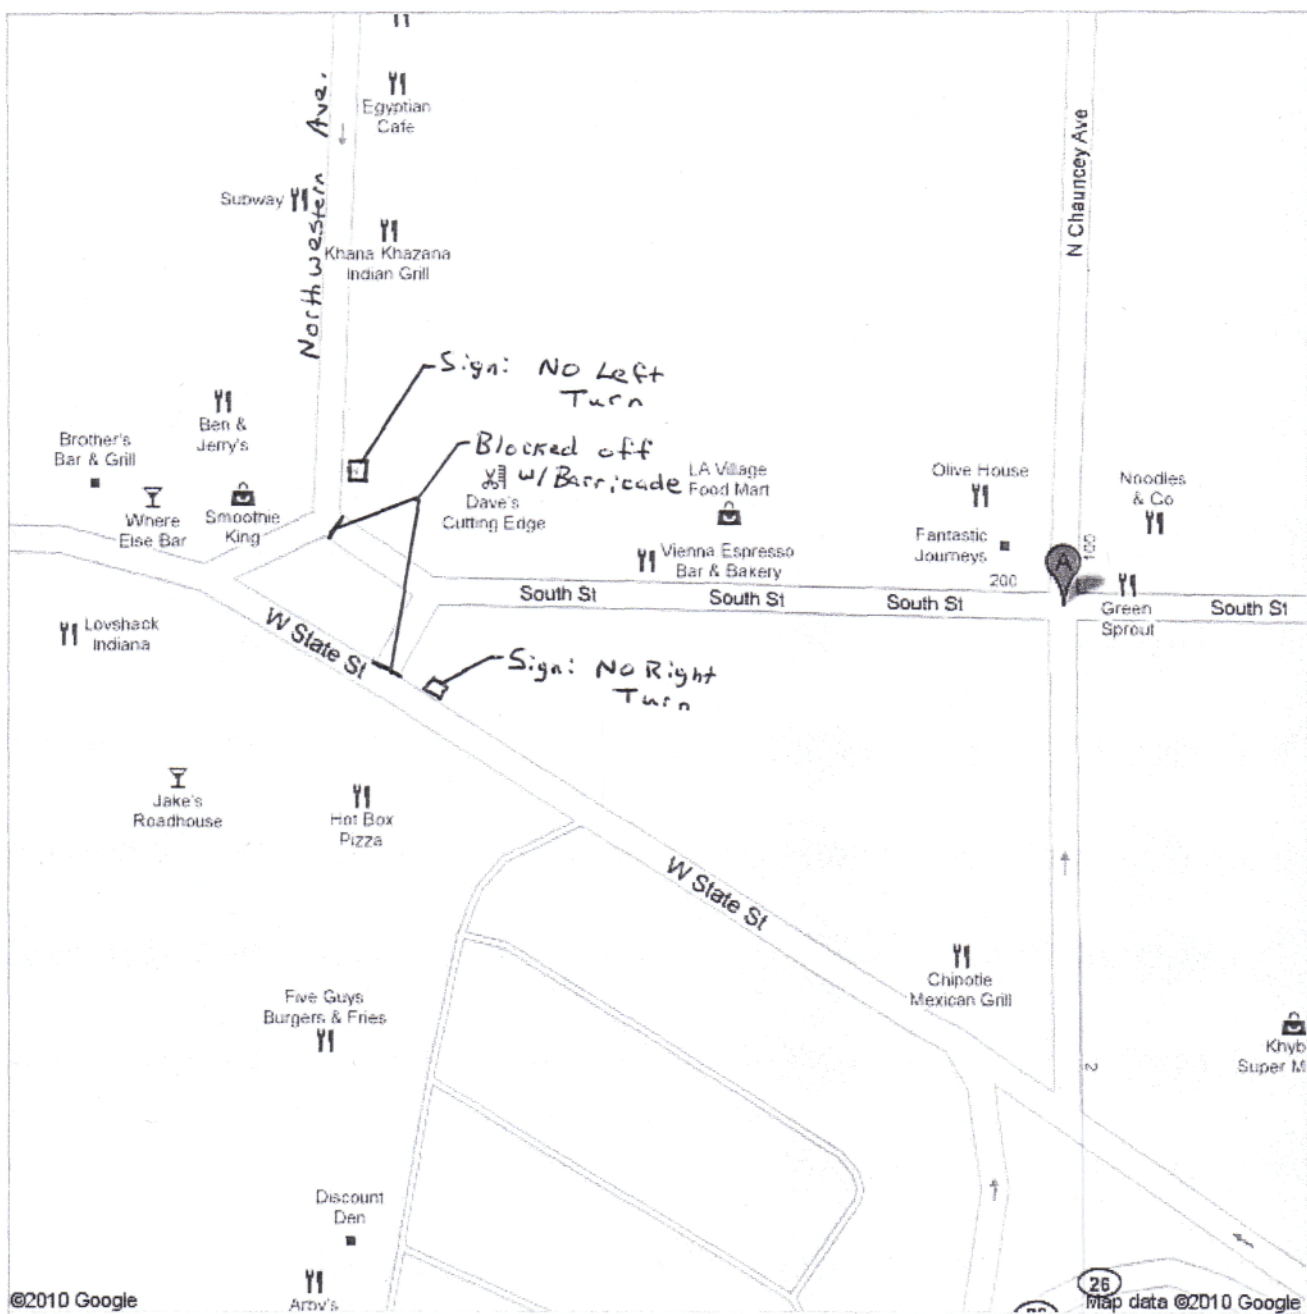 Egyptian
Cafe
Northwestern Ave.
N Chauncey Ave
Subway
Khana Khazana
Indian Grill
Sign: No Left
Turn
Ben &
Jerry's
Brother's
Bar & Grill
Blocked off
w/ Barricade
LA Village
Food Mart
Olive House
Noodles
& Co
Where
Else Bar
Smoothie
King
Dave's
Cutting Edge
Fantastic
Journeys
Vienna Espresso
Bar & Bakery
100
A
200
South St
South St
South St
South St
Green
Sprout
Lovshack
Indiana
W State St
Sign: No Right
Turn
Jake's
Roadhouse
Hot Box
Pizza
W State St
Chipotle
Mexican Grill
Five Guys
Burgers & Fries
2
Khyb
Super M
Discount
Den
Arby's
26
©2010 Google
Map data ©2010 Google